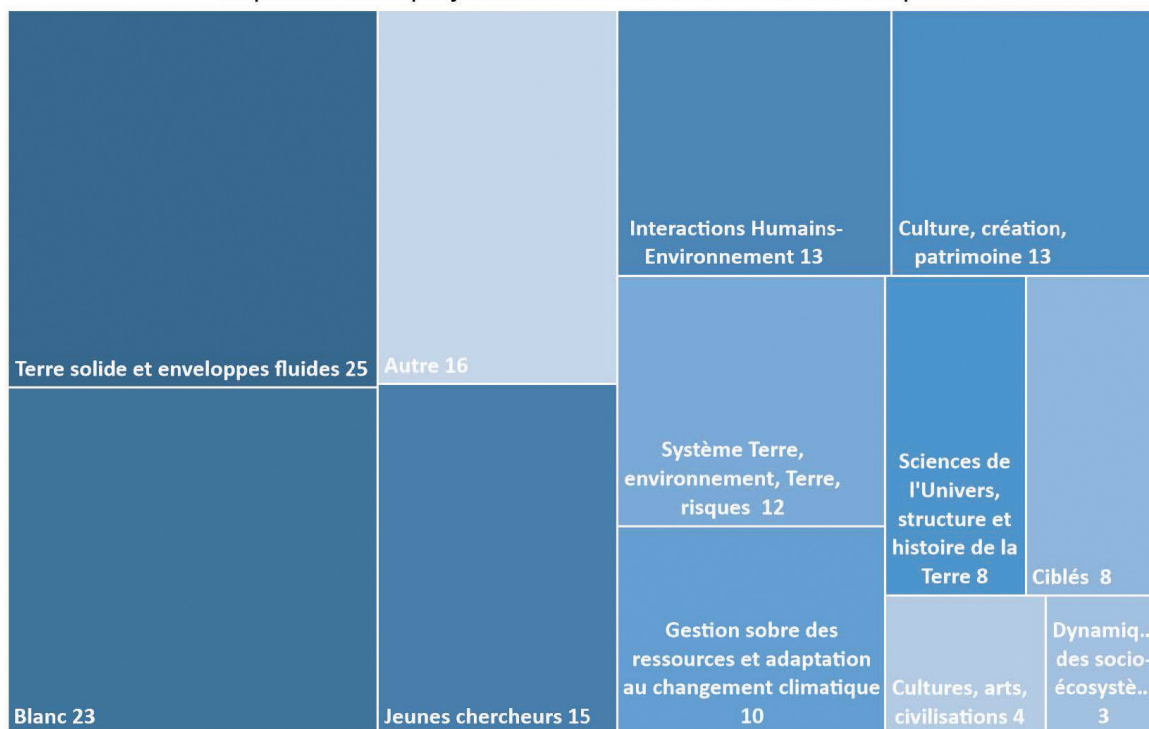 Terre solide et enveloppes fluides 25
Autre 16
Interactions Humains-
Environnement 13
Culture, création,
patrimoine 13
Blanc 23
Jeunes chercheurs 15
Système Terre,
environnement, Terre,
risques 12
Gestion sobre des
ressources et adaptation
au changement climatique
10
Sciences de
l'Univers,
structure et
histoire de la
Terre 8
Ciblés 8
Cultures, arts,
civilisations 4
Dynamiq...
des socio-
écosystè...
3